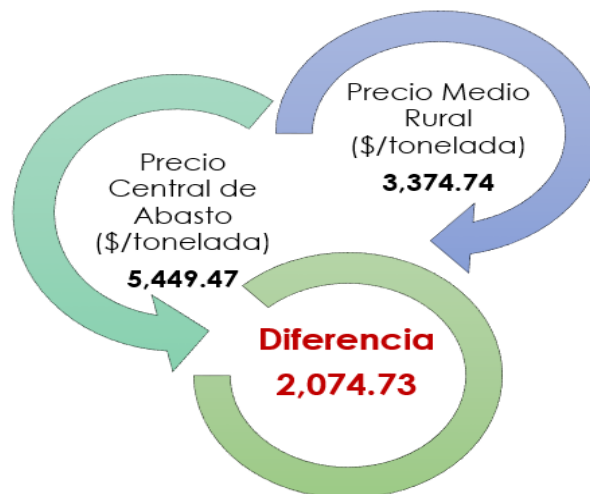 Precio Medio
Rural
($/tonelada)
3,374.74
Precio
Central de
Abasto
($/tonelada)
5,449.47
Diferencia
2,074.73